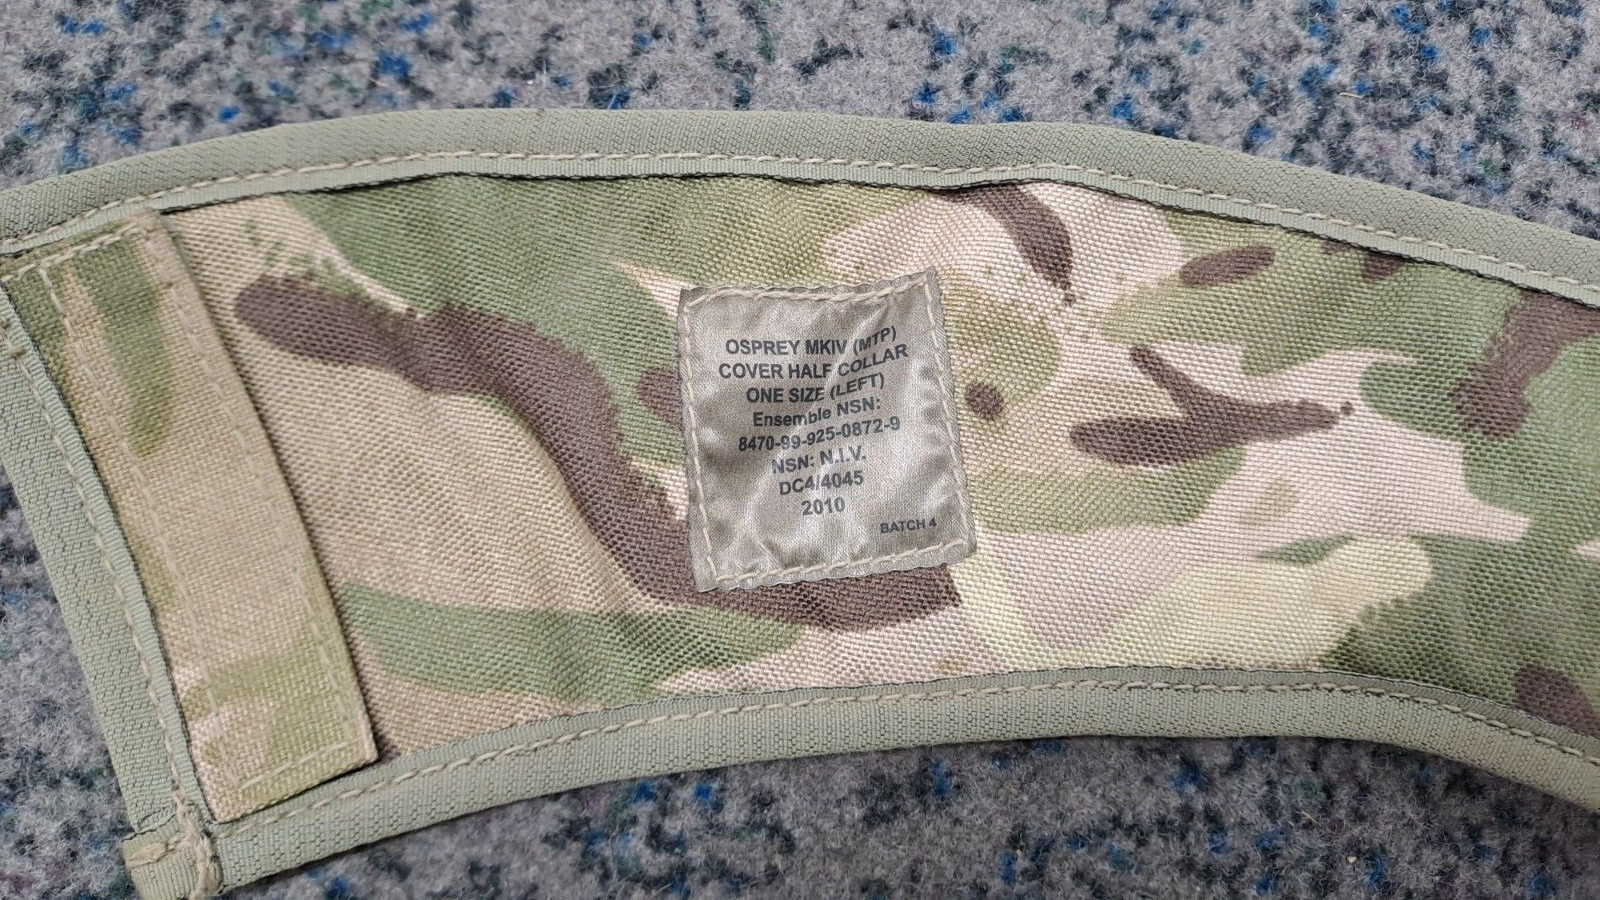 OSPREY MKIV (MTP)
COVER HALF COLLAR
ONE SIZE (LEFT)
Ensemble NSN:
8470-99-925-0872-9
NSN: N.I.V.
DC4/4045
2010
BATCH 4